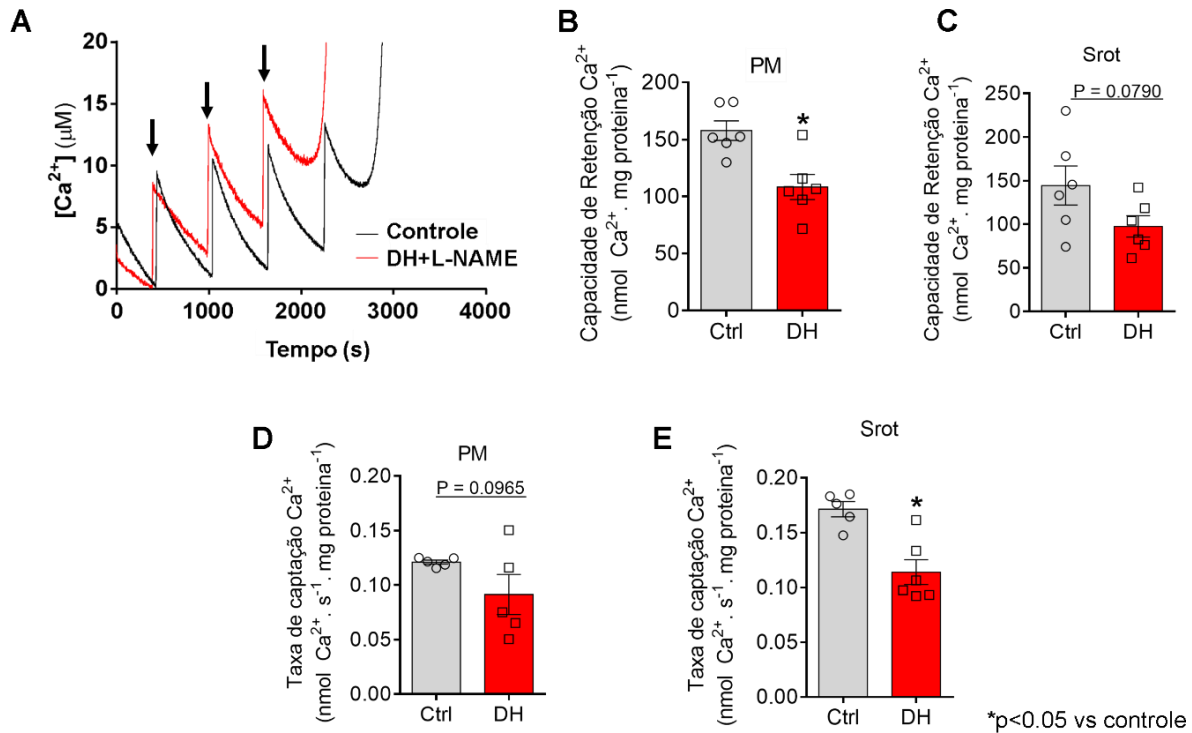 A
20
15
10
5
0
[Ca²⁺] (µM)
Controle
DH+L-NAME
0 1000 2000 3000 4000
Tempo (s)
B
PM
Capacidade de Retenção Ca²⁺
(nmol Ca²⁺. mg proteina⁻¹)
200
150
100
50
0
*
Ctrl DH
C
Srot
P = 0.0790
Capacidade de Retenção Ca²⁺
(nmol Ca²⁺. mg proteina⁻¹)
250
200
150
100
50
0
Ctrl DH
D
PM
P = 0.0965
Taxa de captação Ca²⁺
(nmol Ca²⁺. s⁻¹. mg proteina⁻¹)
0.20
0.15
0.10
0.05
0.00
Ctrl DH
E
Srot
Taxa de captação Ca²⁺
(nmol Ca²⁺. s⁻¹. mg proteina⁻¹)
0.20
0.15
0.10
0.05
0.00
*
Ctrl DH
*p<0.05 vs controle